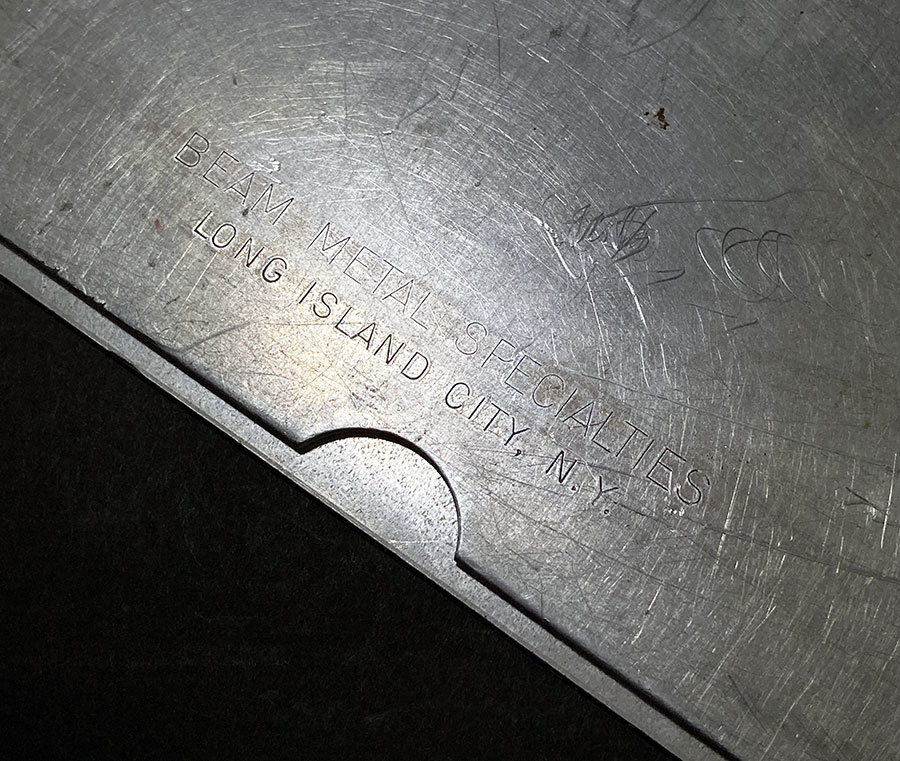 BEAM METAL SPECIALTIES
LONG ISLAND CITY, N.Y.